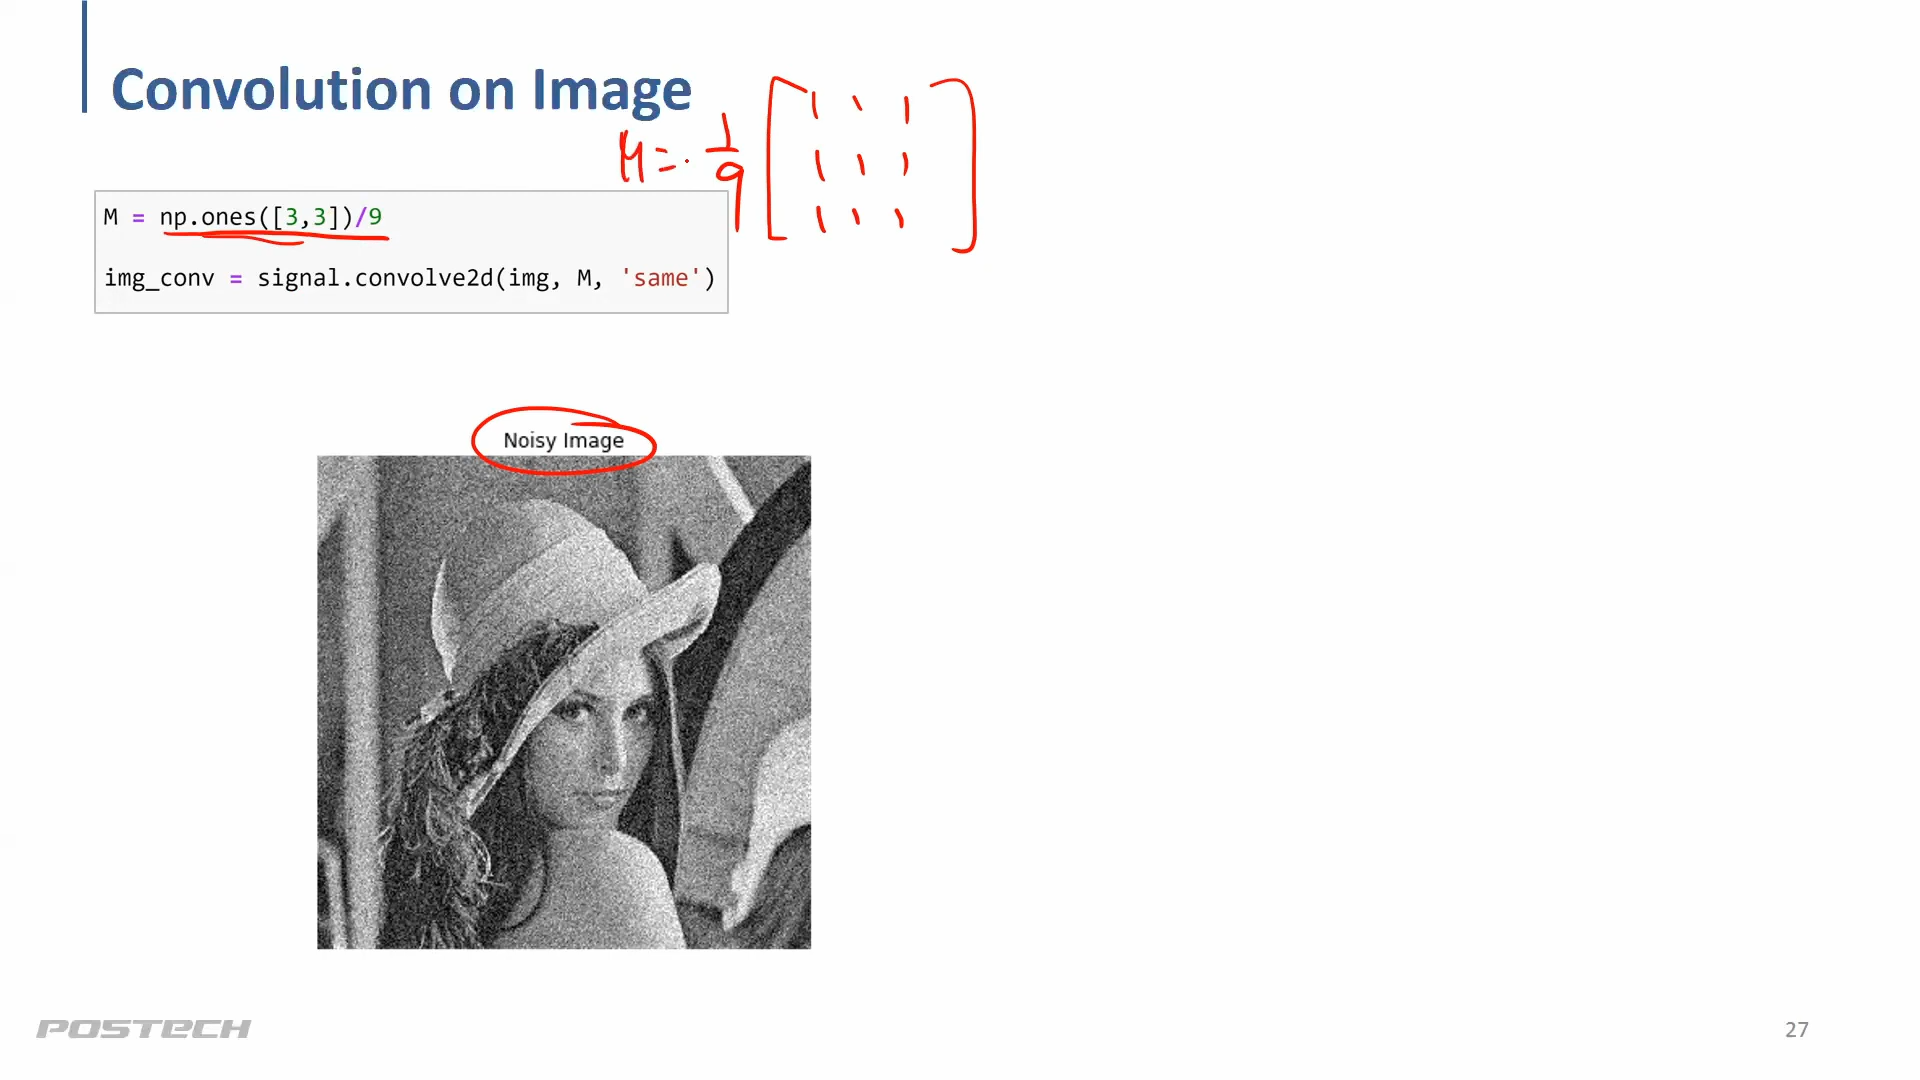 Convolution on Image
M = 1/9 [
1 1 1
1 1 1
1 1 1
]
M = np.ones([3,3])/9
img_conv = signal.convolve2d(img, M, 'same')
Noisy Image
POSTECH
27